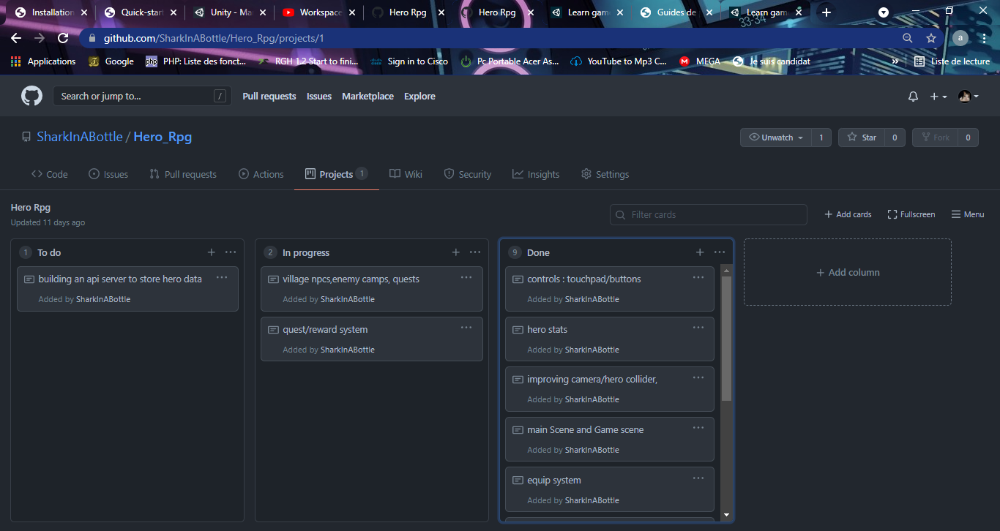 Installation
Quick-start
Unity - Ma
Workspace
Hero Rpg
Hero Rpg
Learn gam
Guides de
Learn gam
33-34
github.com/SharkInABottle/Hero_Rpg/projects/1
a
Applications
Google
php
PHP: Liste des fonct...
RGH 1.2 Start to fini...
Sign in to Cisco
Pc Portable Acer As...
YouTube to Mp3 C...
M
MEGA
Je suis candidat
»
Liste de lecture
Search or jump to...
/
Pull requests
Issues
Marketplace
Explore
SharkInABottle / Hero_Rpg
Unwatch
1
Star
0
Fork
0
Code
Issues
Pull requests
Actions
Projects 1
Wiki
Security
Insights
Settings
Hero Rpg
Updated 11 days ago
Filter cards
+ Add cards
Fullscreen
Menu
1 To do
building an api server to store hero data
Added by SharkInABottle
2 In progress
village npcs,enemy camps, quests
Added by SharkInABottle
quest/reward system
Added by SharkInABottle
9 Done
controls : touchpad/buttons
Added by SharkInABottle
hero stats
Added by SharkInABottle
improving camera/hero collider,
Added by SharkInABottle
main Scene and Game scene
Added by SharkInABottle
equip system
Added by SharkInABottle
+ Add column